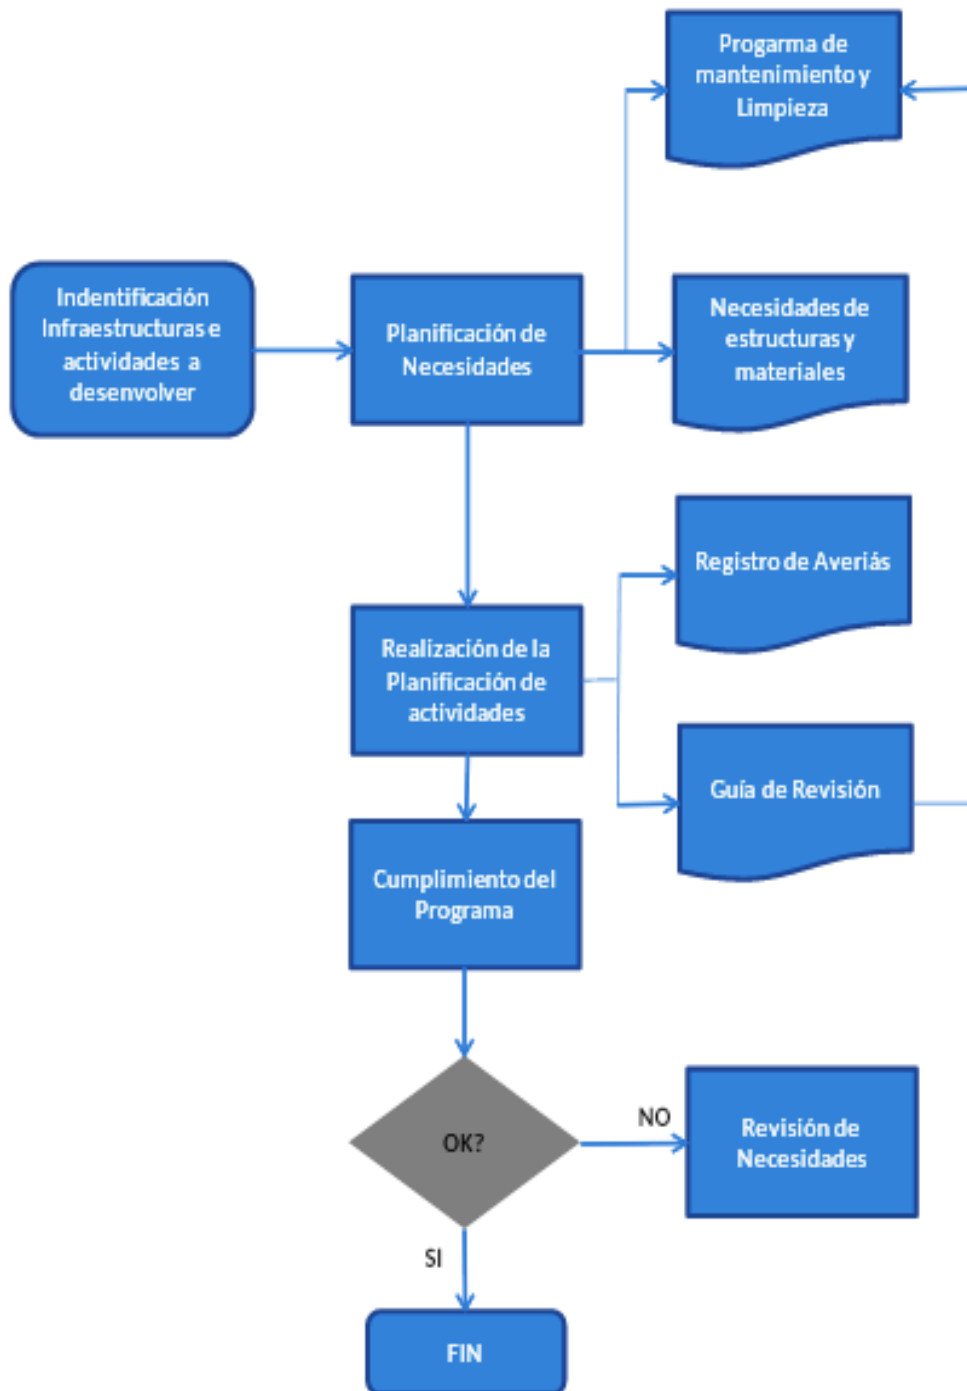 Progarma de
mantenimiento y
Limpieza
Indentificación
Infraestructuras e
actividades a
desenvolver
Planificación de
Necesidades
Necesidades de
estructuras y
materiales
Registro de Averiás
Realización de la
Planificación de
actividades
Guía de Revisión
Cumplimiento del
Programa
OK?
NO
Revisión de
Necesidades
SI
FIN